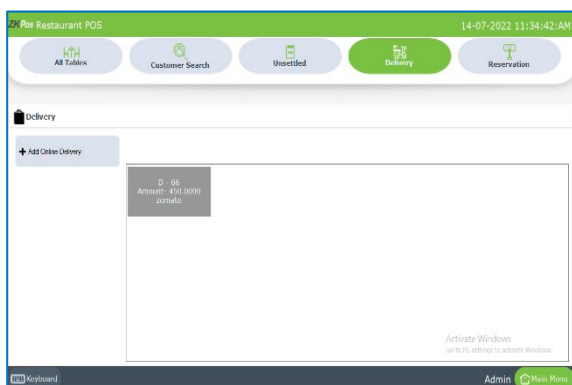 ZKPos Restaurant POS
14-07-2022 11:34:42:AM
All Tables
Customer Search
Unsettled
Delivery
Reservation
Delivery
+ Add Online Delivery
D - 66
Amount- 450.0000
zomato
Activate Windows
Go to PC settings to activate Windows.
Keyboard
Admin
Main Menu